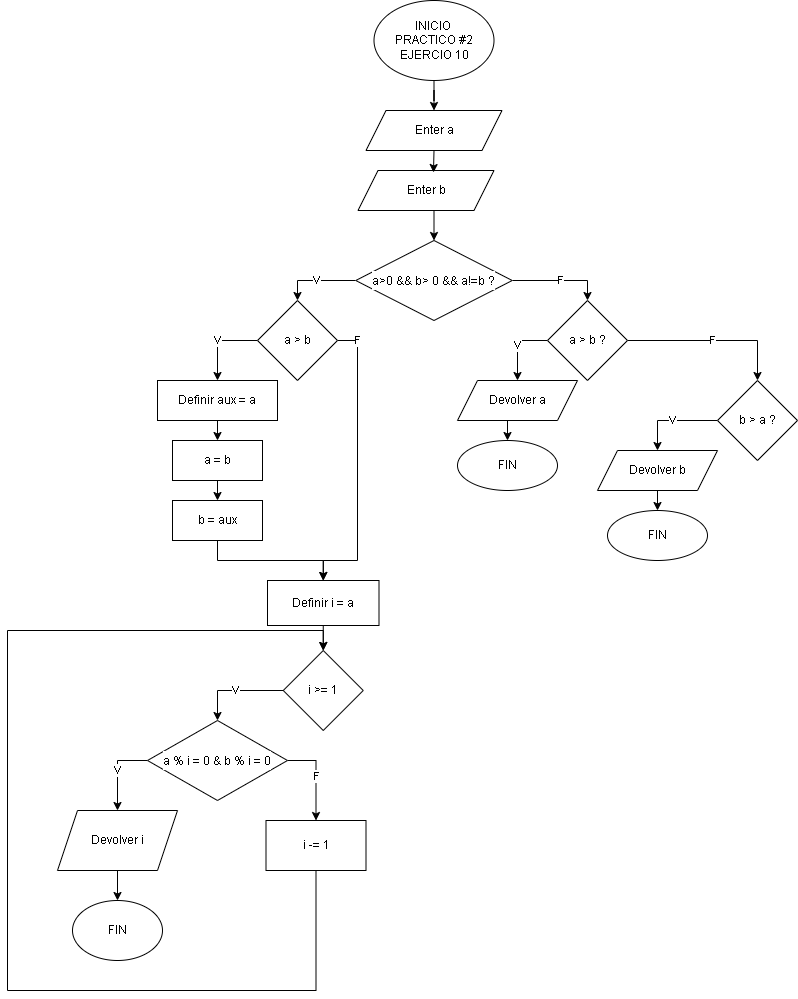 INICIO
PRACTICO #2
EJERCIO 10
Enter a
Enter b
a>0 && b> 0 && a!=b ?
V
F
a > b
V
F
a > b ?
V
F
Definir aux = a
Devolver a
b > a ?
V
a = b
FIN
Devolver b
b = aux
FIN
Definir i = a
i >= 1
V
a % i = 0 & b % i = 0
V
F
Devolver i
i -= 1
FIN